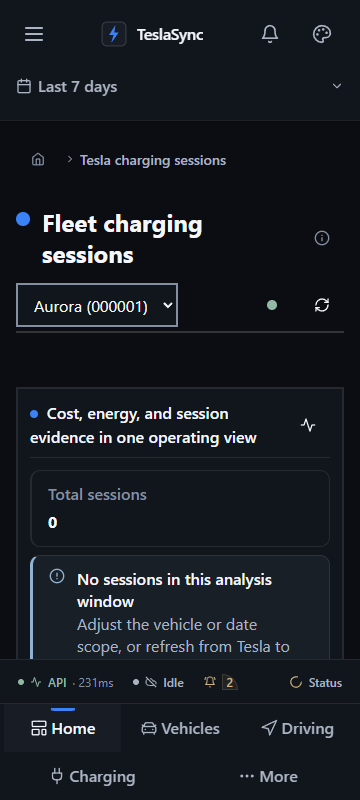 TeslaSync
Last 7 days
Tesla charging sessions
Fleet charging
sessions
Aurora (000001)
Cost, energy, and session
evidence in one operating view
Total sessions
0
No sessions in this analysis
window
Adjust the vehicle or date
scope, or refresh from Tesla to
API · 231ms Idle 2 Status
Home Vehicles Driving
Charging More